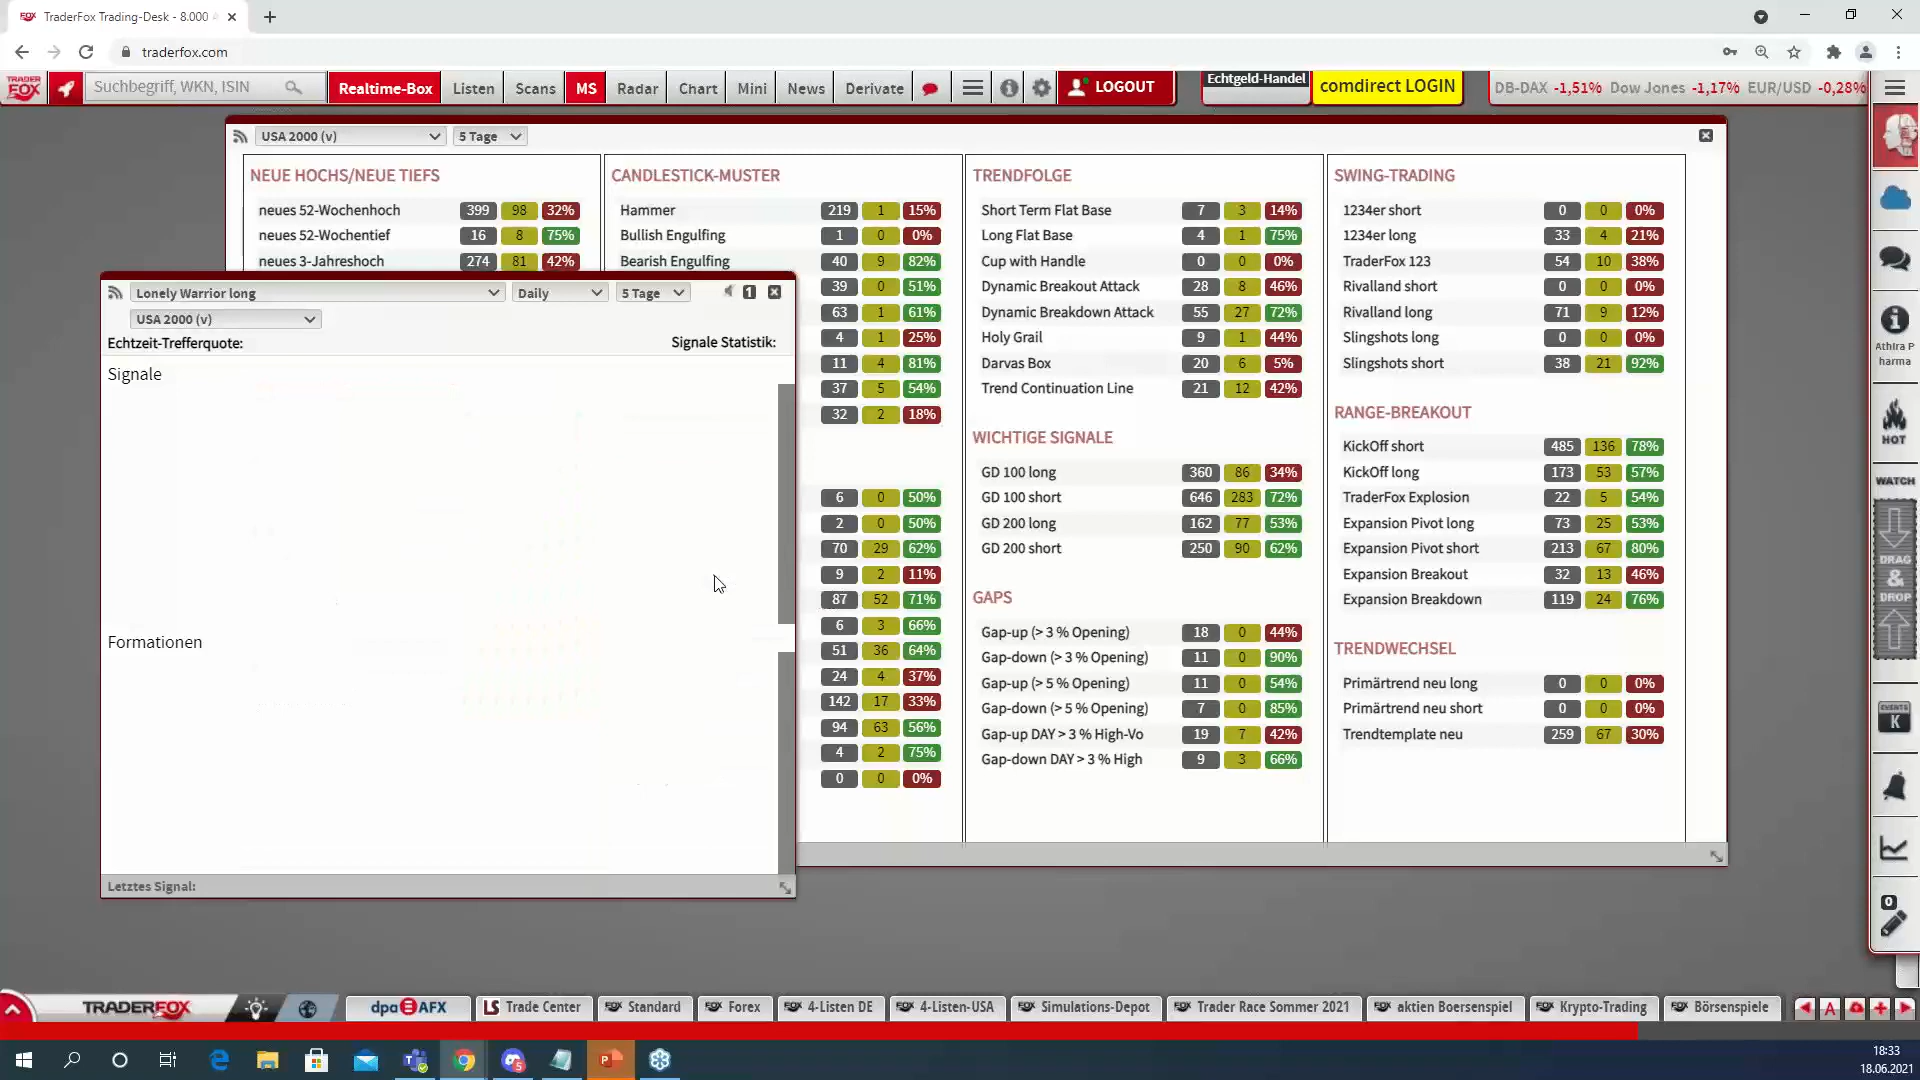 TraderFox Trading-Desk - 8.000
traderfox.com
TRADER FOX
Suchbegriff, WKN, ISIN
Realtime-Box Listen Scans MS Radar Chart Mini News Derivate LOGOUT Echtgeld-Handel comdirect LOGIN DB-DAX -1,51% Dow Jones -1,17% EUR/USD -0,28%
USA 2000 (v) 5 Tage
NEUE HOCHS/NEUE TIEFS
neues 52-Wochenhoch 399 98 32%
neues 52-Wochentief 16 8 75%
neues 3-Jahreshoch 274 81 42%
CANDLESTICK-MUSTER
Hammer 219 1 15%
Bullish Engulfing 1 0 0%
Bearish Engulfing 40 9 82%
39 0 51%
63 1 61%
4 1 25%
11 4 81%
37 5 54%
32 2 18%
6 0 50%
2 0 50%
70 29 62%
9 2 11%
87 52 71%
6 3 66%
51 36 64%
24 4 37%
142 17 33%
94 63 56%
4 2 75%
0 0 0%
TRENDFOLGE
Short Term Flat Base 7 3 14%
Long Flat Base 4 1 75%
Cup with Handle 0 0 0%
Dynamic Breakout Attack 28 8 46%
Dynamic Breakdown Attack 55 27 72%
Holy Grail 9 1 44%
Darvas Box 20 6 5%
Trend Continuation Line 21 12 42%
WICHTIGE SIGNALE
GD 100 long 360 86 34%
GD 100 short 646 283 72%
GD 200 long 162 77 53%
GD 200 short 250 90 62%
GAPS
Gap-up (> 3 % Opening) 18 0 44%
Gap-down (> 3 % Opening) 11 0 90%
Gap-up (> 5 % Opening) 11 0 54%
Gap-down (> 5 % Opening) 7 0 85%
Gap-up DAY > 3 % High-Vo 19 7 42%
Gap-down DAY > 3 % High 9 3 66%
SWING-TRADING
1234er short 0 0 0%
1234er long 33 4 21%
TraderFox 123 54 10 38%
Rivalland short 0 0 0%
Rivalland long 71 9 12%
Slingshots long 0 0 0%
Slingshots short 38 21 92%
RANGE-BREAKOUT
KickOff short 485 136 78%
KickOff long 173 53 57%
TraderFox Explosion 22 5 54%
Expansion Pivot long 73 25 53%
Expansion Pivot short 213 67 80%
Expansion Breakout 32 13 46%
Expansion Breakdown 119 24 76%
TRENDWECHSEL
Primärtrend neu long 0 0 0%
Primärtrend neu short 0 0 0%
Trendtemplate neu 259 67 30%
Lonely Warrior long Daily 5 Tage 1
USA 2000 (v)
Echtzeit-Trefferquote: Signale Statistik:
Signale
Formationen
Letztes Signal:
Athira P
harma
HOT
WATCH
DRAG
&
DROP
EVENTS
K
0
TRADERFOX dpa AFX LS Trade Center Standard Forex 4-Listen DE 4-Listen-USA Simulations-Depot Trader Race Sommer 2021 aktien Boersenspiel Krypto-Trading Börsenspiele A
18:33
18.06.2021